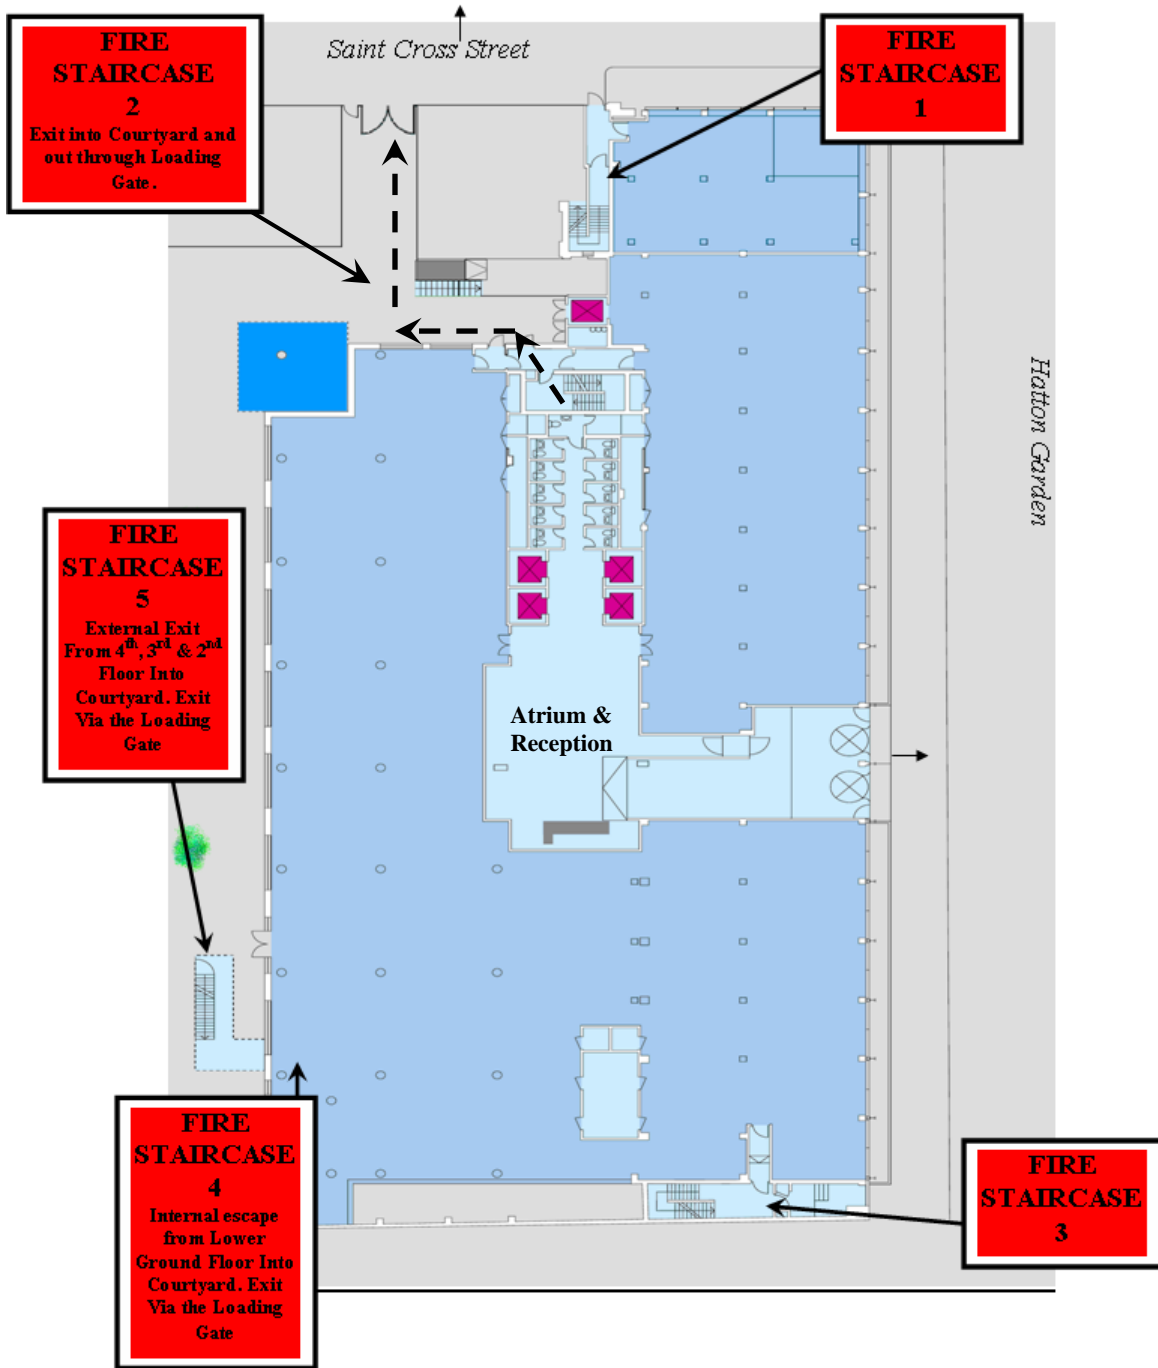 FIRE
STAIRCASE
2
Exit into Courtyard and
out through Loading
Gate.
Saint Cross Street
FIRE
STAIRCASE
1
Hatton Garden
FIRE
STAIRCASE
5
External Exit
From 4th, 3rd & 2nd
Floor Into
Courtyard. Exit
Via the Loading
Gate
Atrium &
Reception
FIRE
STAIRCASE
4
Internal escape
from Lower
Ground Floor Into
Courtyard. Exit
Via the Loading
Gate
FIRE
STAIRCASE
3